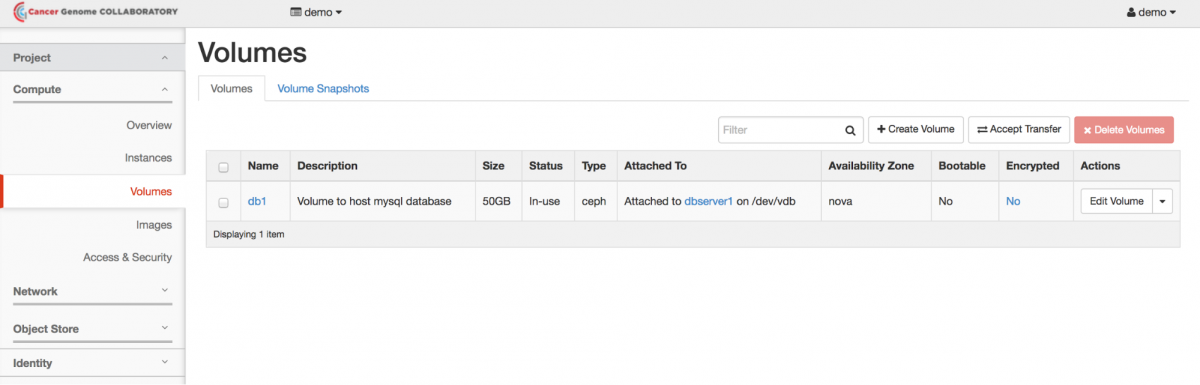 Cancer Genome COLLABORATORY demo demo
Project
Compute
Overview
Instances
Volumes
Images
Access & Security
Network
Object Store
Identity
Volumes
Volumes Volume Snapshots
Filter + Create Volume Accept Transfer Delete Volumes
Name Description Size Status Type Attached To Availability Zone Bootable Encrypted Actions
db1 Volume to host mysql database 50GB In-use ceph Attached to dbserver1 on /dev/vdb nova No No Edit Volume
Displaying 1 item